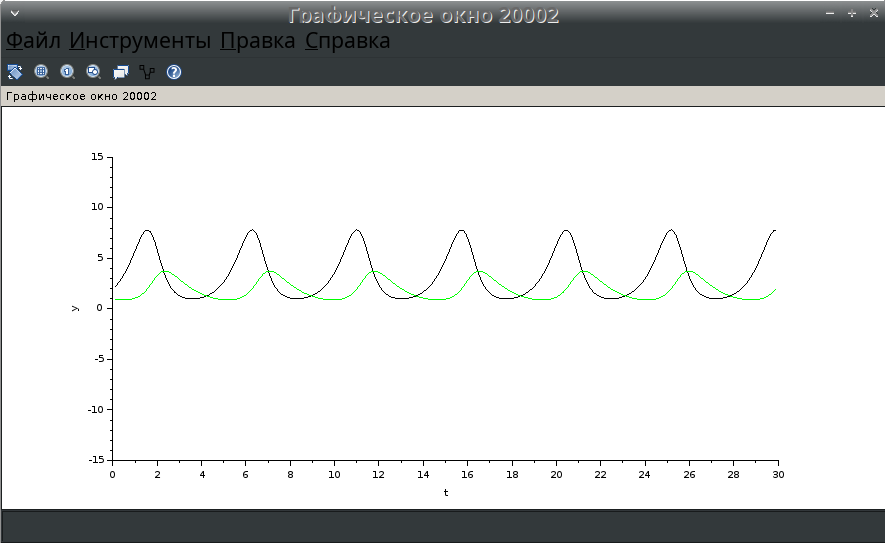 Графическое окно 20002
Файл Инструменты Правка Справка
Графическое окно 20002
15
10
5
0
-5
-10
-15
y
0 2 4 6 8 10 12 14 16 18 20 22 24 26 28 30
t